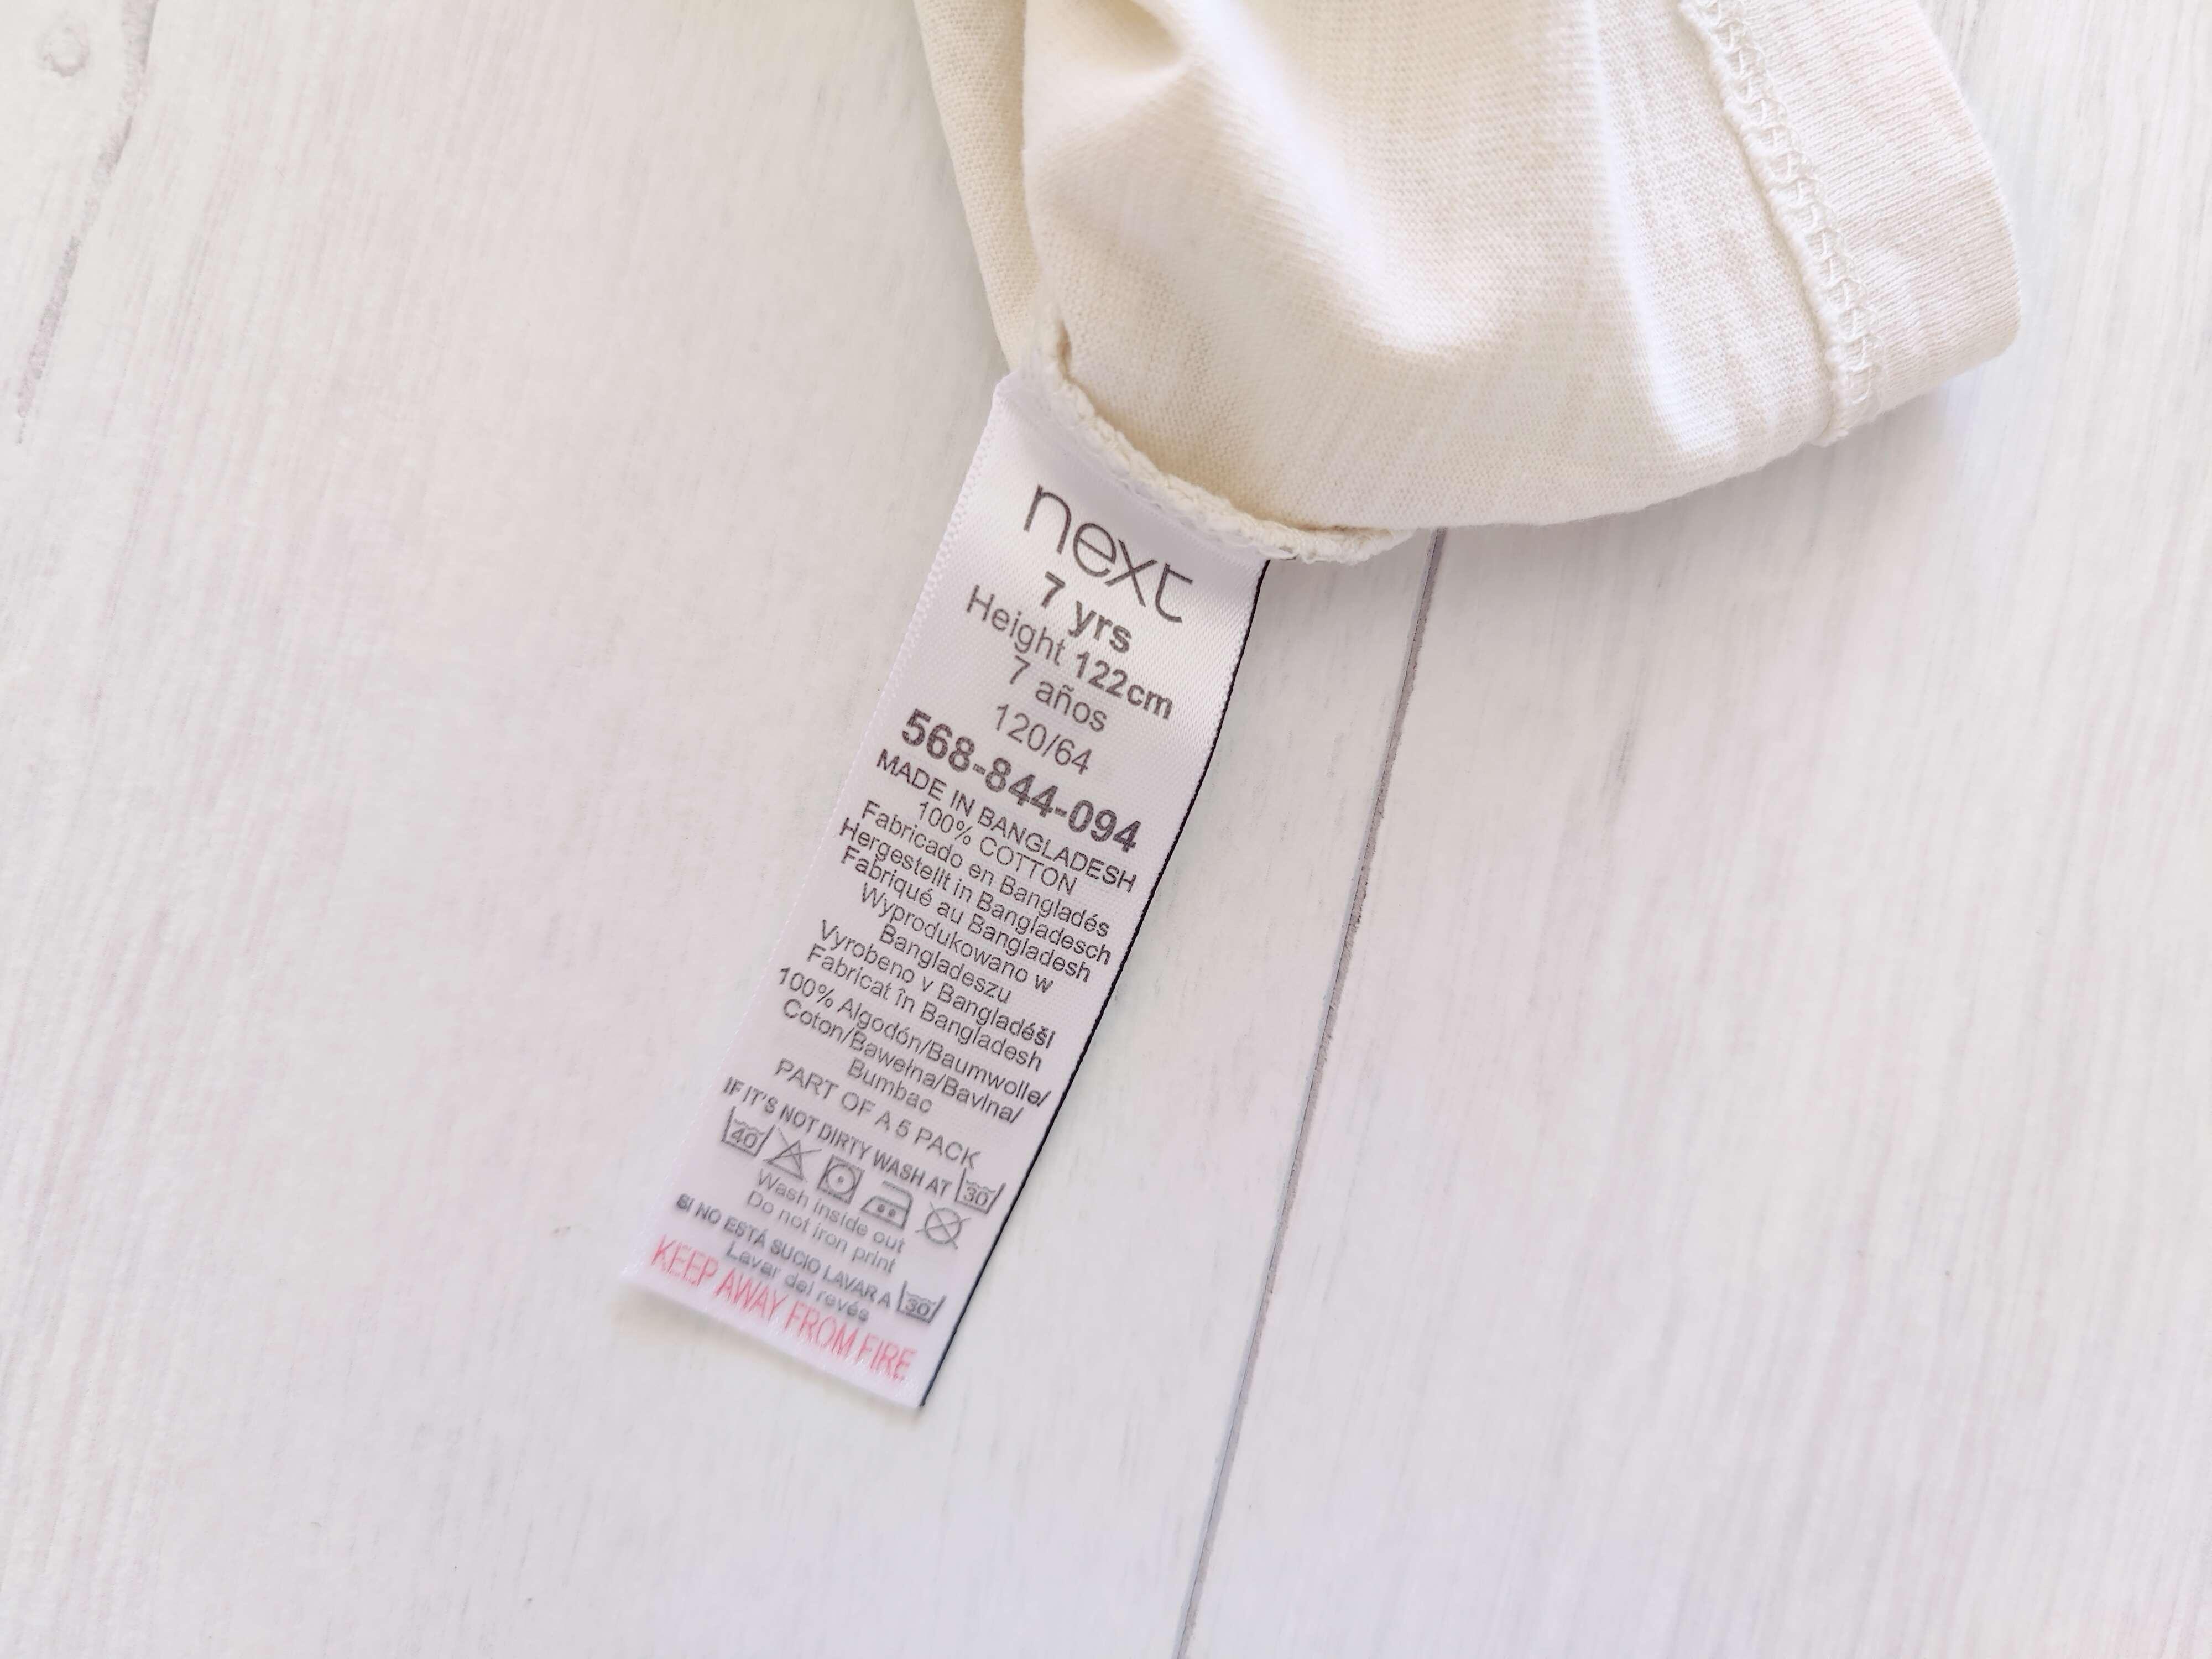 next
7 yrs
Height 122cm
7 años
120/64
568-844-094
MADE IN BANGLADESH
100% COTTON
Fabricado en Bangladés
Hergestellt in Bangladesch
Fabriqué au Bangladesh
Wyprodukowano w
Bangladeszu
Vyrobeno v Bangladéši
Fabricat în Bangladesh
100% Algodón/Baumwolle/
Coton/Bawełna/Bavlna/
Bumbac
PART OF A 5 PACK
IF IT'S NOT DIRTY WASH AT 30
40
Wash inside out
Do not iron print
SI NO ESTÁ SUCIO LAVAR A 30
Lavar del revés
KEEP AWAY FROM FIRE